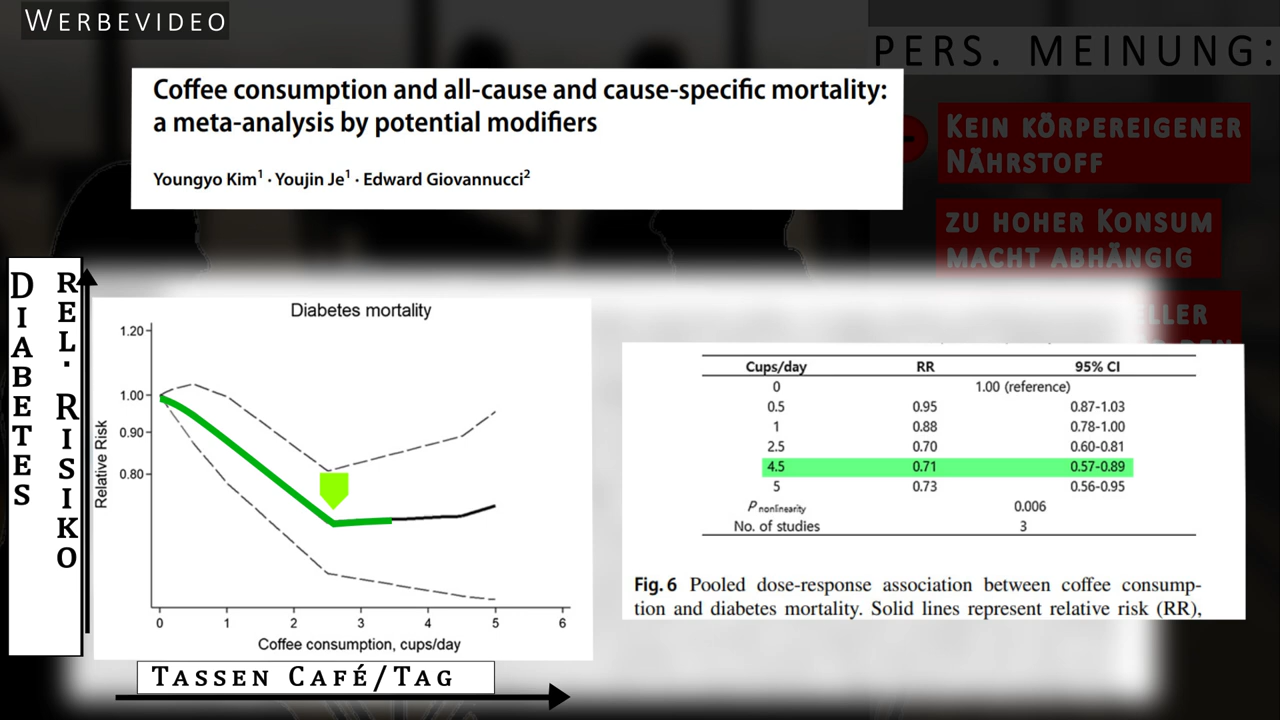 WERBEVIDEO
PERS. MEINUNG:
Coffee consumption and all-cause and cause-specific mortality:
a meta-analysis by potential modifiers
Youngyo Kim1 · Youjin Je1 · Edward Giovannucci2
KEIN KÖRPEREIGENER
NÄHRSTOFF
ZU HOHER KONSUM
MACHT ABHÄNGIG
DIABETES
REL. RISIKO
Diabetes mortality
1.20
1.00
0.90
0.80
Relative Risk
0 1 2 3 4 5 6
Coffee consumption, cups/day
TASSEN CAFÉ/TAG
Cups/day RR 95% CI
0 1.00 (reference)
0.5 0.95 0.87-1.03
1 0.88 0.78-1.00
2.5 0.70 0.60-0.81
4.5 0.71 0.57-0.89
5 0.73 0.56-0.95
P nonlinearity 0.006
No. of studies 3
Fig. 6 Pooled dose-response association between coffee consump-
tion and diabetes mortality. Solid lines represent relative risk (RR),